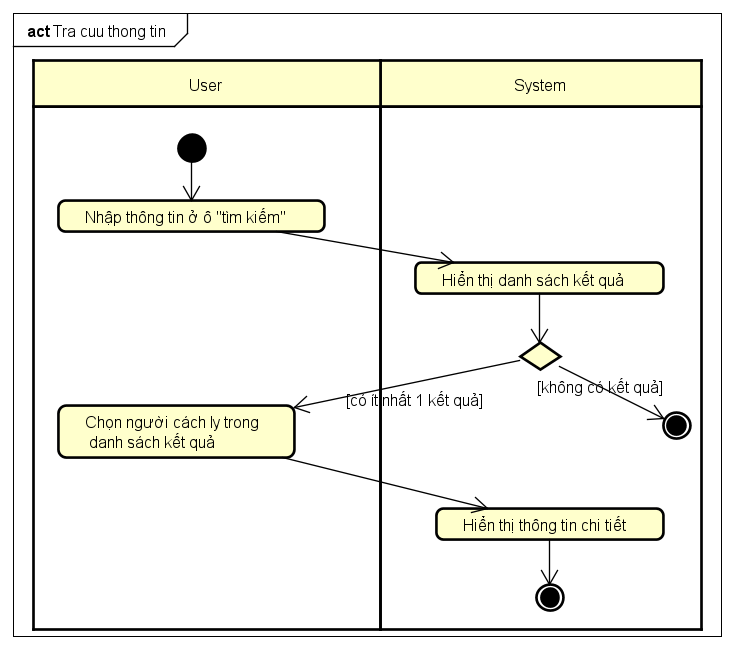 act Tra cuu thong tin
User
System
Nhập thông tin ở ô "tìm kiếm"
Hiển thị danh sách kết quả
[không có kết quả]
[có ít nhất 1 kết quả]
Chọn người cách ly trong
danh sách kết quả
Hiển thị thông tin chi tiết